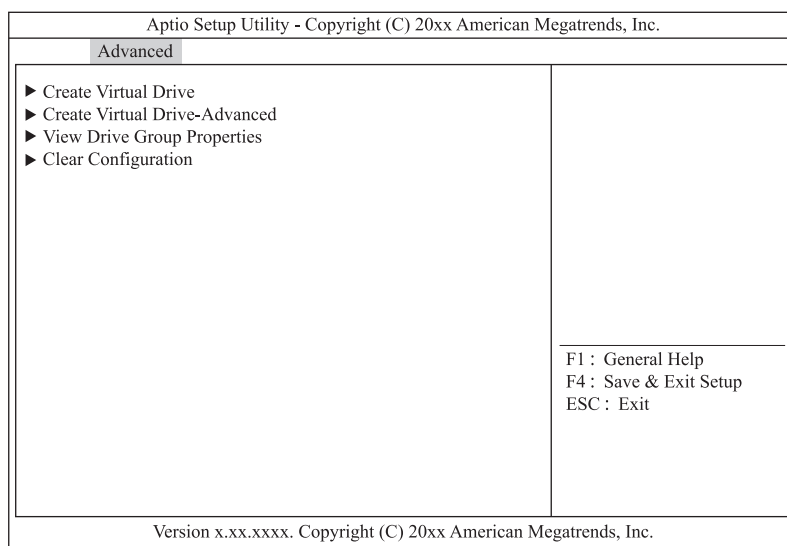 Aptio Setup Utility - Copyright (C) 20xx American Megatrends, Inc.
Advanced
▶ Create Virtual Drive
▶ Create Virtual Drive-Advanced
▶ View Drive Group Properties
▶ Clear Configuration
F1 : General Help
F4 : Save & Exit Setup
ESC : Exit
Version x.xx.xxxx. Copyright (C) 20xx American Megatrends, Inc.